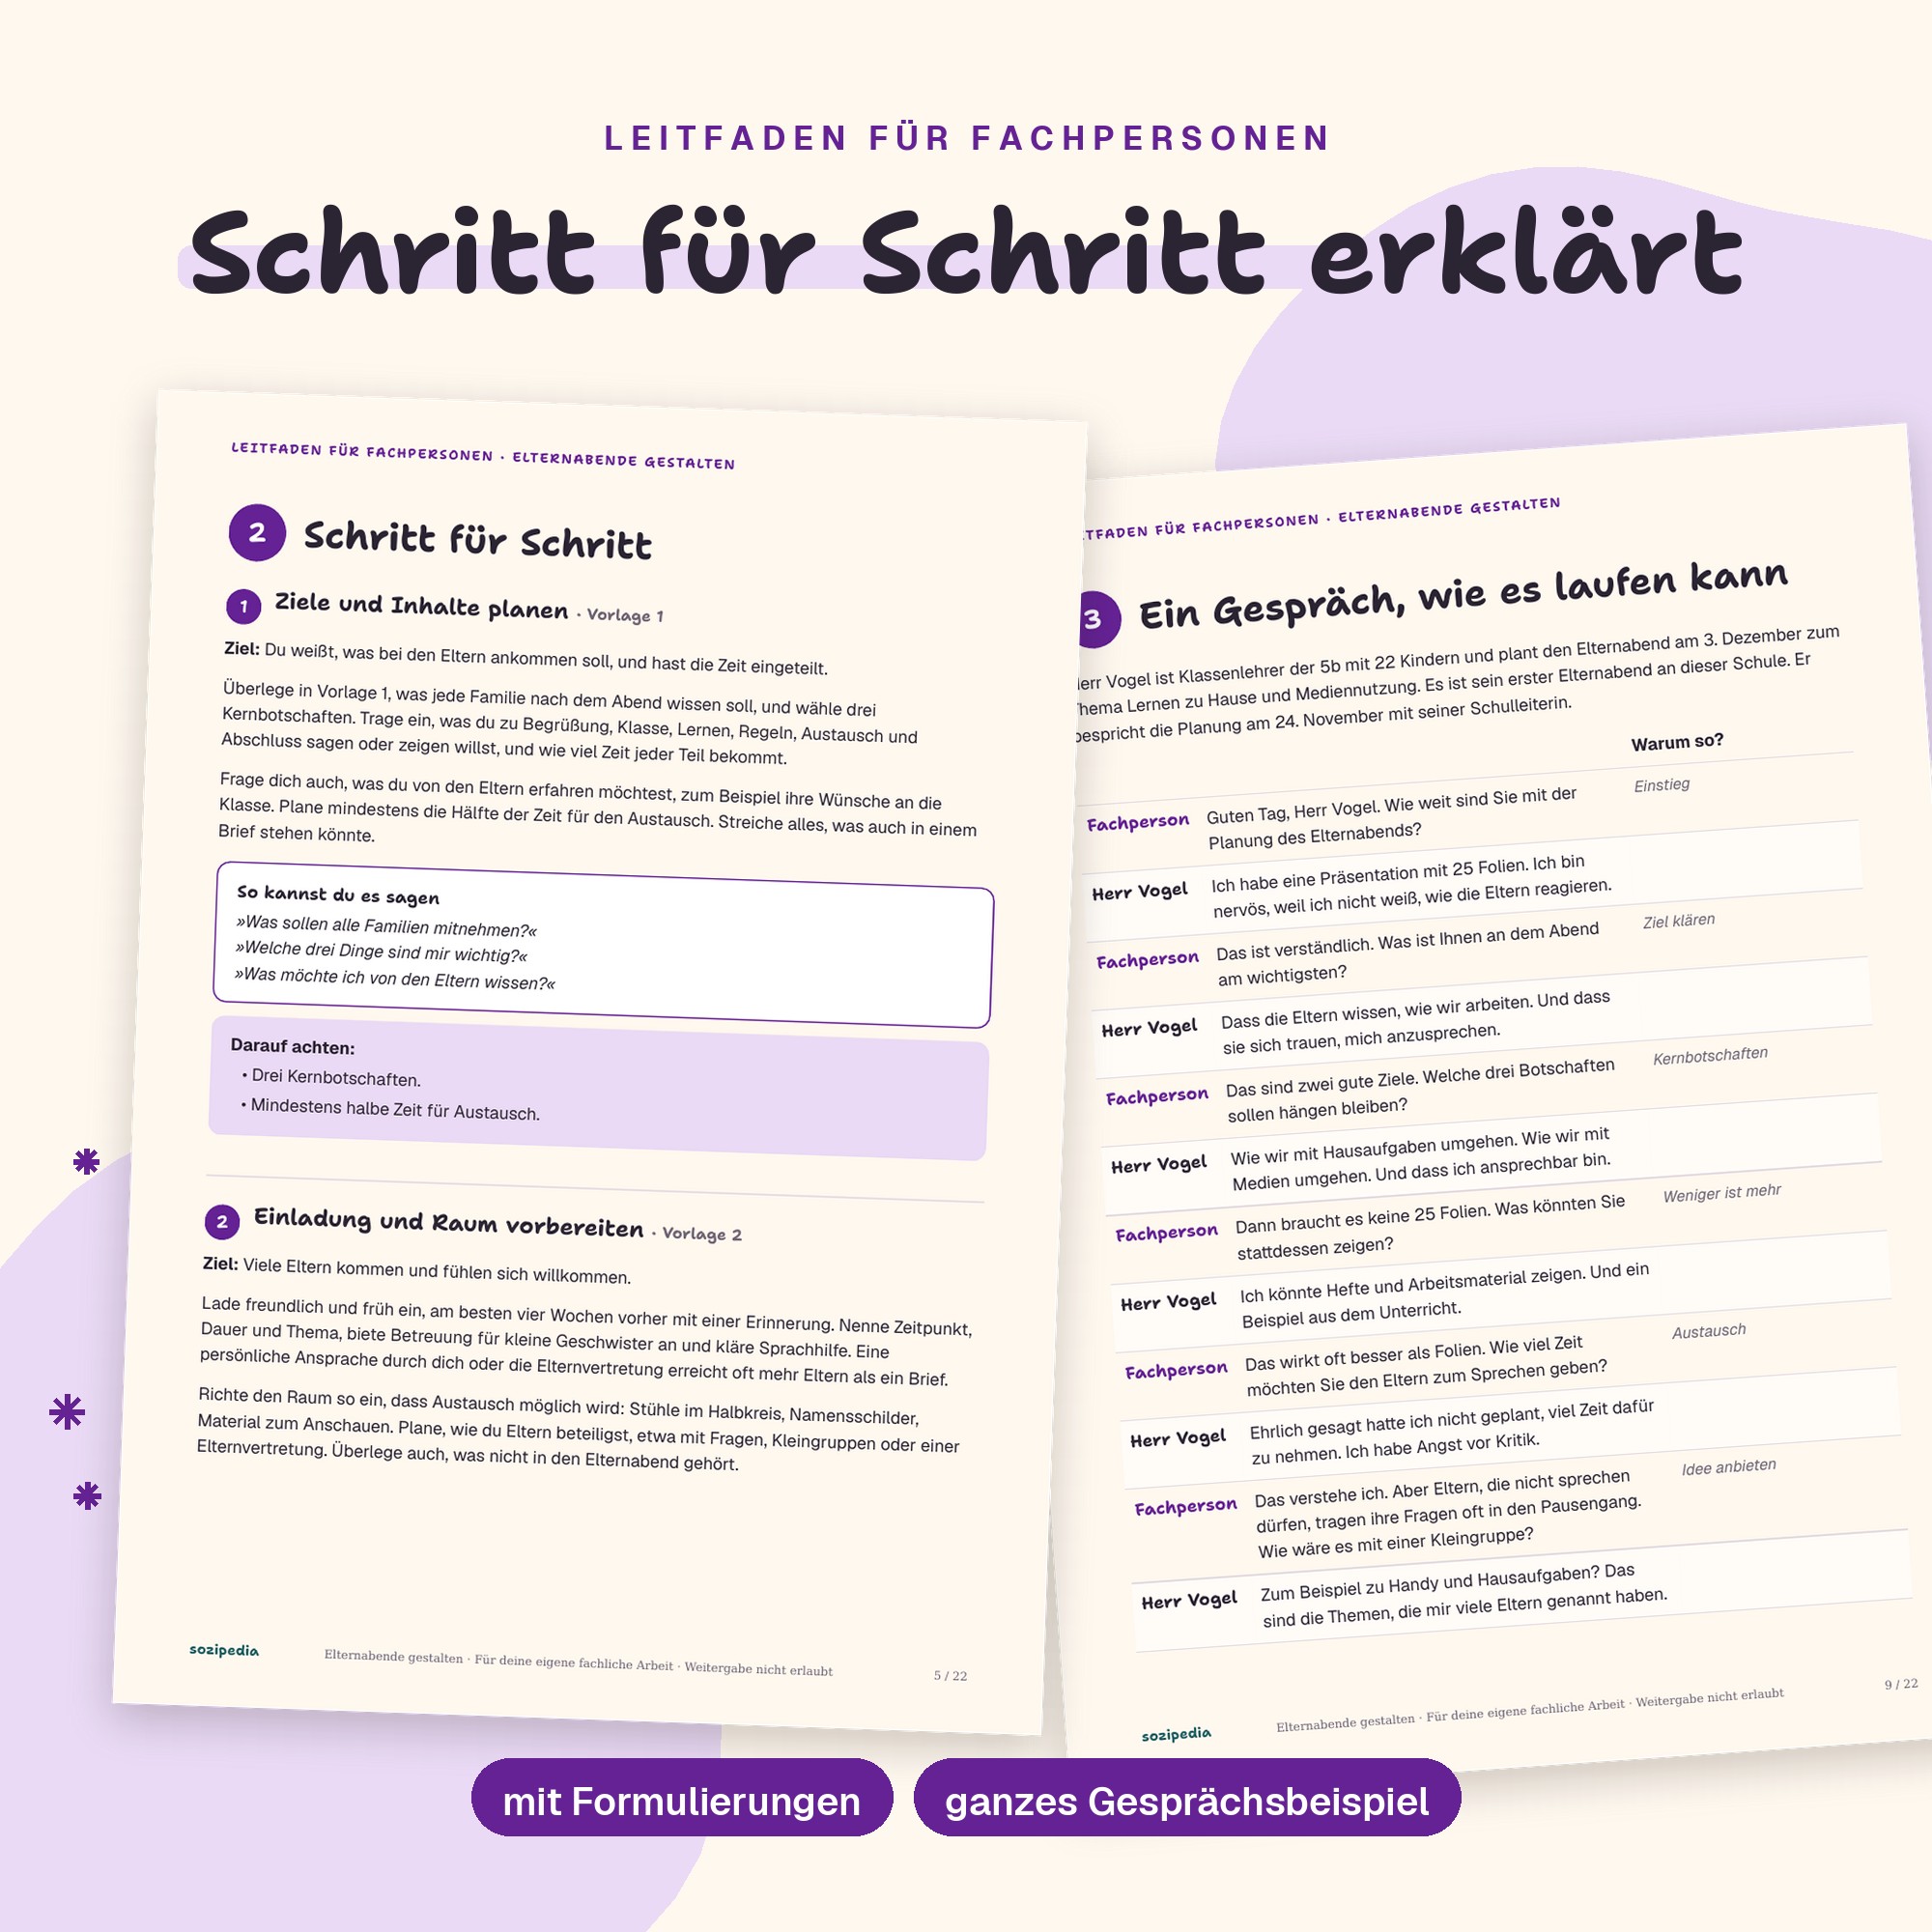 LEITFADEN FÜR FACHPERSONEN
Schritt für Schritt erklärt
LEITFADEN FÜR FACHPERSONEN · ELTERNABENDE GESTALTEN
2 Schritt für Schritt
1 Ziele und Inhalte planen · Vorlage 1
Ziel: Du weißt, was bei den Eltern ankommen soll, und hast die Zeit eingeteilt.
Überlege in Vorlage 1, was jede Familie nach dem Abend wissen soll, und wähle drei
Kernbotschaften. Trage ein, was du zu Begrüßung, Klasse, Lernen, Regeln, Austausch und
Abschluss sagen oder zeigen willst, und wie viel Zeit jeder Teil bekommt.
Frage dich auch, was du von den Eltern erfahren möchtest, zum Beispiel ihre Wünsche an die
Klasse. Plane mindestens die Hälfte der Zeit für den Austausch. Streiche alles, was auch in einem
Brief stehen könnte.
So kannst du es sagen
»Was sollen alle Familien mitnehmen?«
»Welche drei Dinge sind mir wichtig?«
»Was möchte ich von den Eltern wissen?«
Darauf achten:
• Drei Kernbotschaften.
• Mindestens halbe Zeit für Austausch.
2 Einladung und Raum vorbereiten · Vorlage 2
Ziel: Viele Eltern kommen und fühlen sich willkommen.
Lade freundlich und früh ein, am besten vier Wochen vorher mit einer Erinnerung. Nenne Zeitpunkt,
Dauer und Thema, biete Betreuung für kleine Geschwister an und kläre Sprachhilfe. Eine
persönliche Ansprache durch dich oder die Elternvertretung erreicht oft mehr Eltern als ein Brief.
Richte den Raum so ein, dass Austausch möglich wird: Stühle im Halbkreis, Namensschilder,
Material zum Anschauen. Plane, wie du Eltern beteiligst, etwa mit Fragen, Kleingruppen oder einer
Elternvertretung. Überlege auch, was nicht in den Elternabend gehört.
sozipedia
Elternabende gestalten · Für deine eigene fachliche Arbeit · Weitergabe nicht erlaubt
5 / 22
FÜR FACHPERSONEN · ELTERNABENDE GESTALTEN
3 Ein Gespräch, wie es laufen kann
Vogel ist Klassenlehrer der 5b mit 22 Kindern und plant den Elternabend am 3. Dezember zum
Lernen zu Hause und Mediennutzung. Es ist sein erster Elternabend an dieser Schule. Er
bespricht die Planung am 24. November mit seiner Schulleiterin.
Warum so?
Fachperson Guten Tag, Herr Vogel. Wie weit sind Sie mit der Einstieg
Planung des Elternabends?
Herr Vogel Ich habe eine Präsentation mit 25 Folien. Ich bin
nervös, weil ich nicht weiß, wie die Eltern reagieren.
Fachperson Das ist verständlich. Was ist Ihnen an dem Abend Ziel klären
am wichtigsten?
Herr Vogel Dass die Eltern wissen, wie wir arbeiten. Und dass
sie sich trauen, mich anzusprechen.
Fachperson Das sind zwei gute Ziele. Welche drei Botschaften Kernbotschaften
sollen hängen bleiben?
Herr Vogel Wie wir mit Hausaufgaben umgehen. Wie wir mit
Medien umgehen. Und dass ich ansprechbar bin.
Fachperson Dann braucht es keine 25 Folien. Was könnten Sie Weniger ist mehr
stattdessen zeigen?
Herr Vogel Ich könnte Hefte und Arbeitsmaterial zeigen. Und ein
Beispiel aus dem Unterricht.
Fachperson Das wirkt oft besser als Folien. Wie viel Zeit Austausch
möchten Sie den Eltern zum Sprechen geben?
Herr Vogel Ehrlich gesagt hatte ich nicht geplant, viel Zeit dafür
zu nehmen. Ich habe Angst vor Kritik.
Fachperson Das verstehe ich. Aber Eltern, die nicht sprechen Idee anbieten
dürfen, tragen ihre Fragen oft in den Pausengang.
Wie wäre es mit einer Kleingruppe?
Herr Vogel Zum Beispiel zu Handy und Hausaufgaben? Das
sind die Themen, die mir viele Eltern genannt haben.
sozipedia
Elternabende gestalten · Für deine eigene fachliche Arbeit · Weitergabe nicht erlaubt
9 / 22
mit Formulierungen
ganzes Gesprächsbeispiel